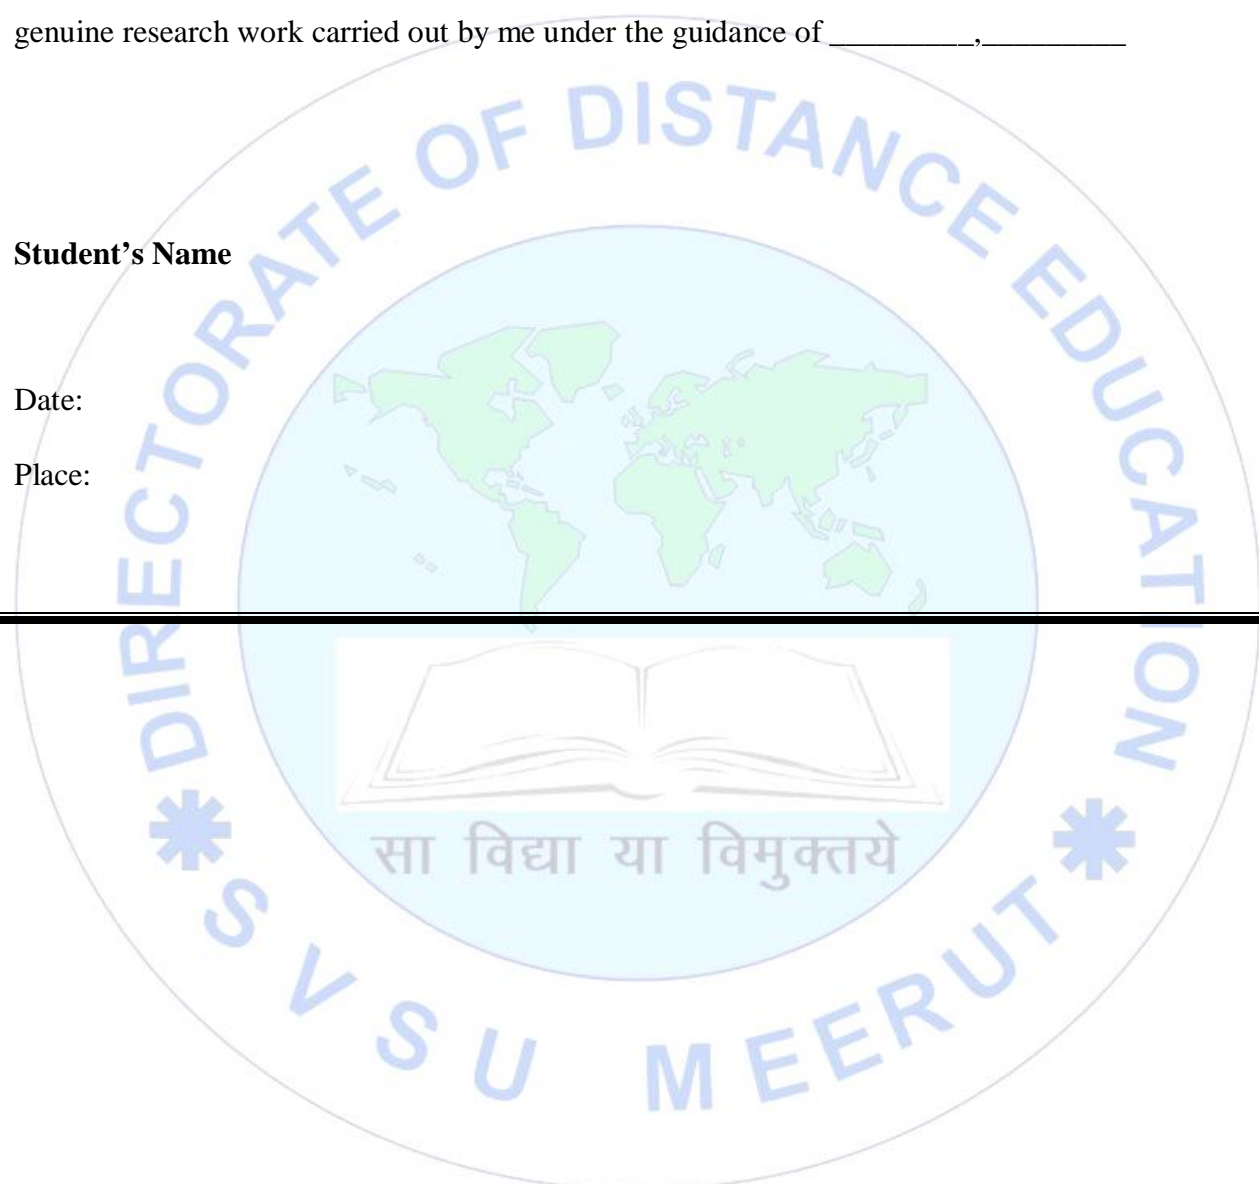 genuine research work carried out by me under the guidance of _________,_________
DIRECTORATE OF DISTANCE EDUCATION
Student’s Name
Date:
Place:
सा विद्या या विमुक्तये
S V S U MEERUT